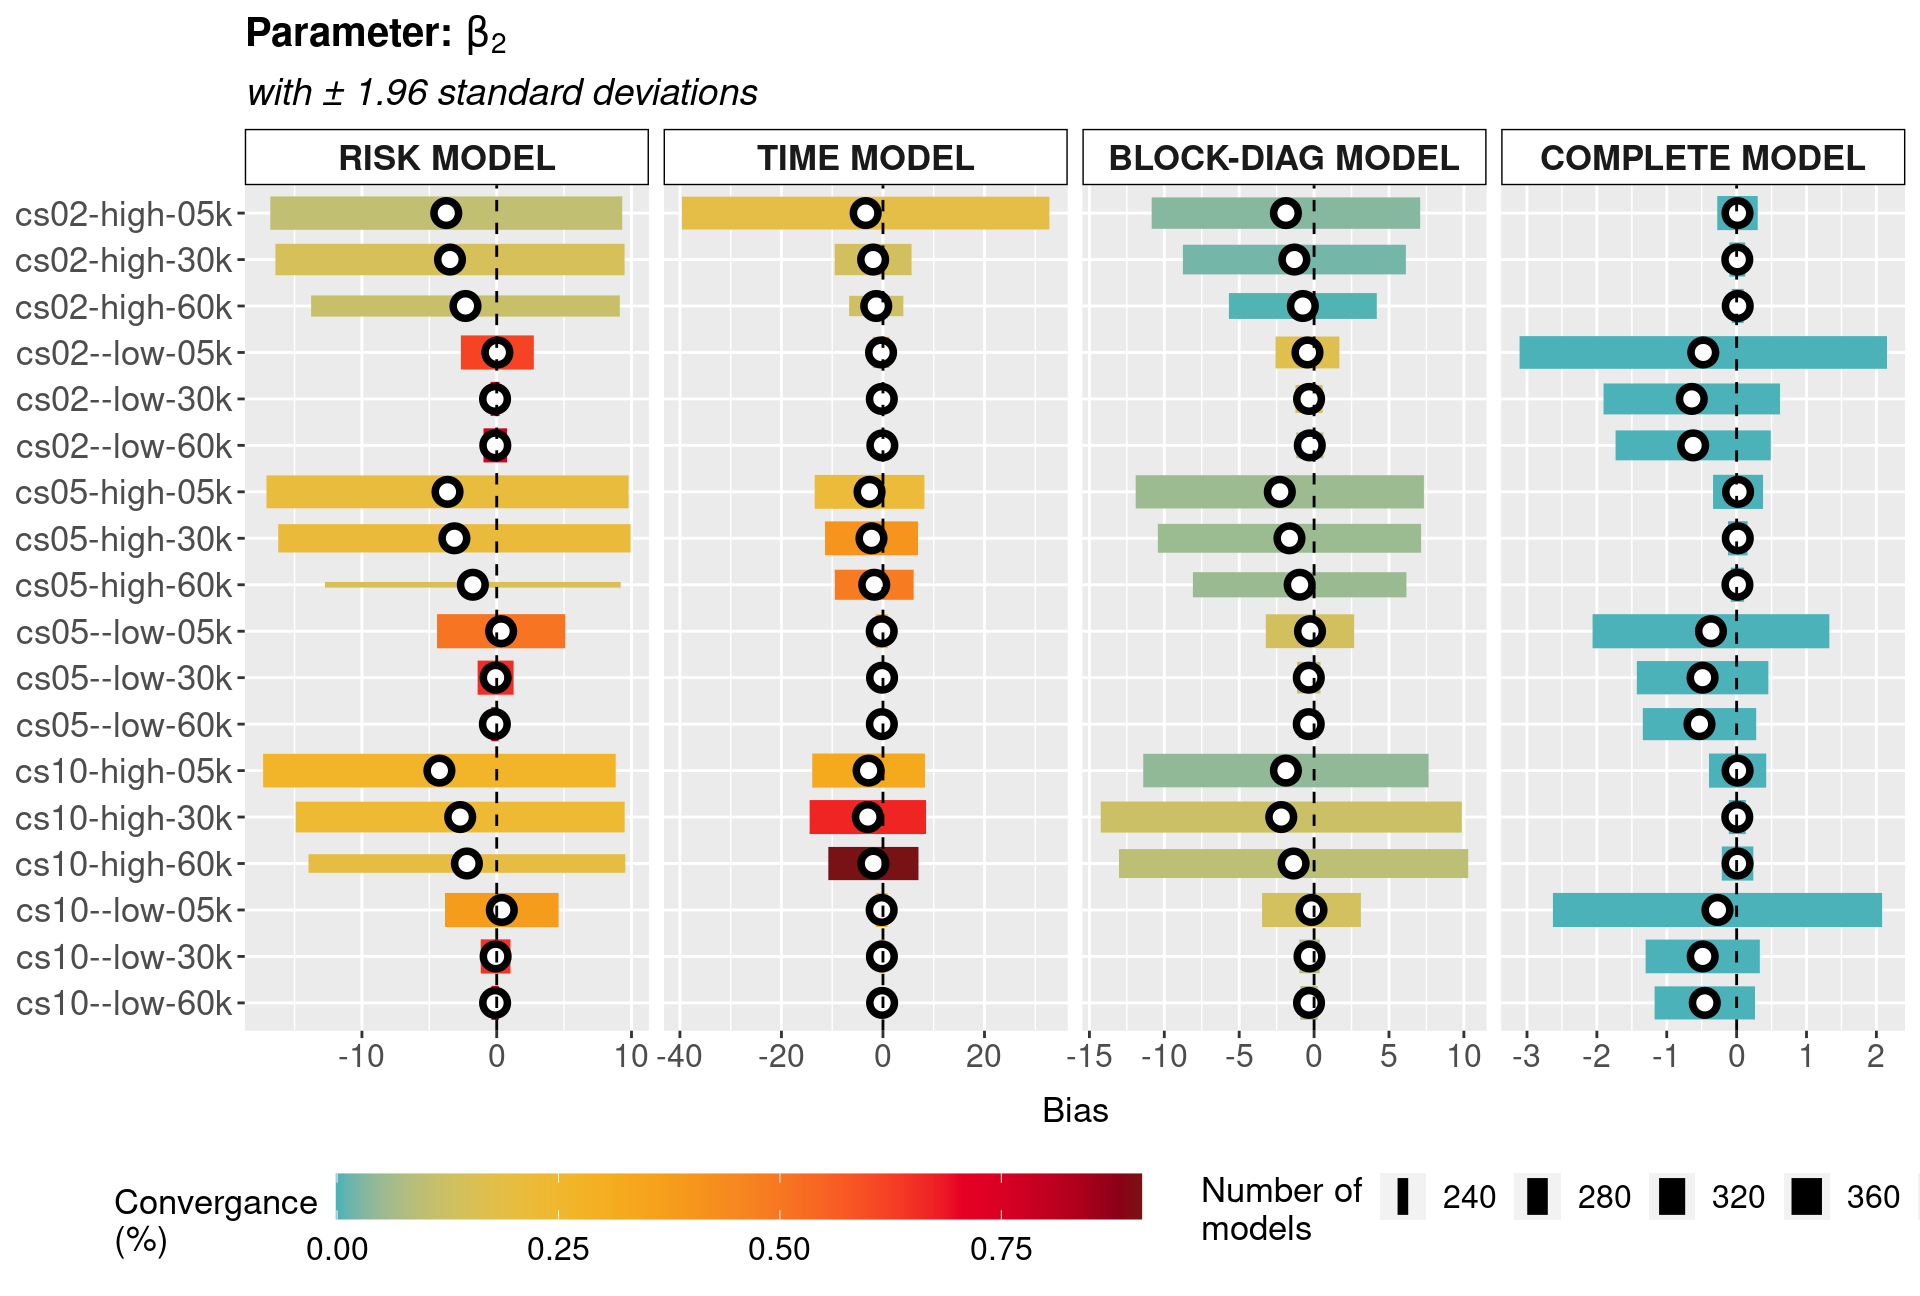 Parameter: β2
with ± 1.96 standard deviations
RISK MODEL TIME MODEL BLOCK-DIAG MODEL COMPLETE MODEL
cs02-high-05k
cs02-high-30k
cs02-high-60k
cs02--low-05k
cs02--low-30k
cs02--low-60k
cs05-high-05k
cs05-high-30k
cs05-high-60k
cs05--low-05k
cs05--low-30k
cs05--low-60k
cs10-high-05k
cs10-high-30k
cs10-high-60k
cs10--low-05k
cs10--low-30k
cs10--low-60k
-10 0 10 -40 -20 0 20 -15 -10 -5 0 5 10 -3 -2 -1 0 1 2
Bias
Convergance
(%)
0.00 0.25 0.50 0.75
Number of
models
240 280 320 360